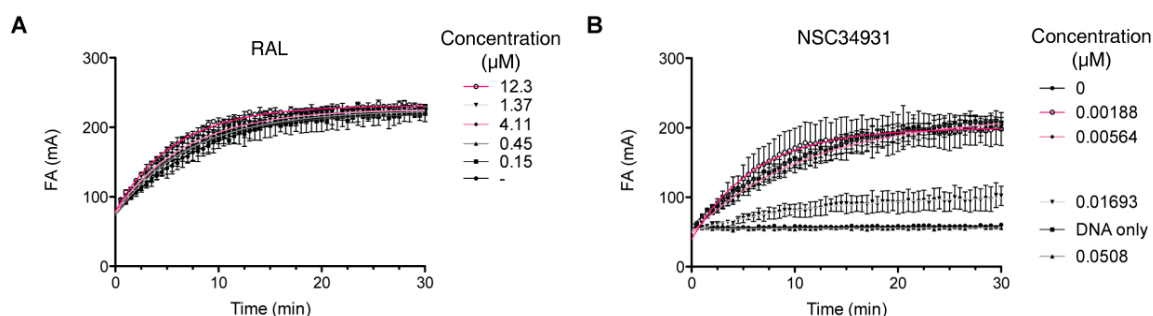 A
RAL
Concentration
(µM)
12.3
1.37
4.11
0.45
0.15
-
FA (mA)
300
200
100
0
0 10 20 30
Time (min)
B
NSC34931
Concentration
(µM)
0
0.00188
0.00564
0.01693
DNA only
0.0508
FA (mA)
300
200
100
0
0 10 20 30
Time (min)